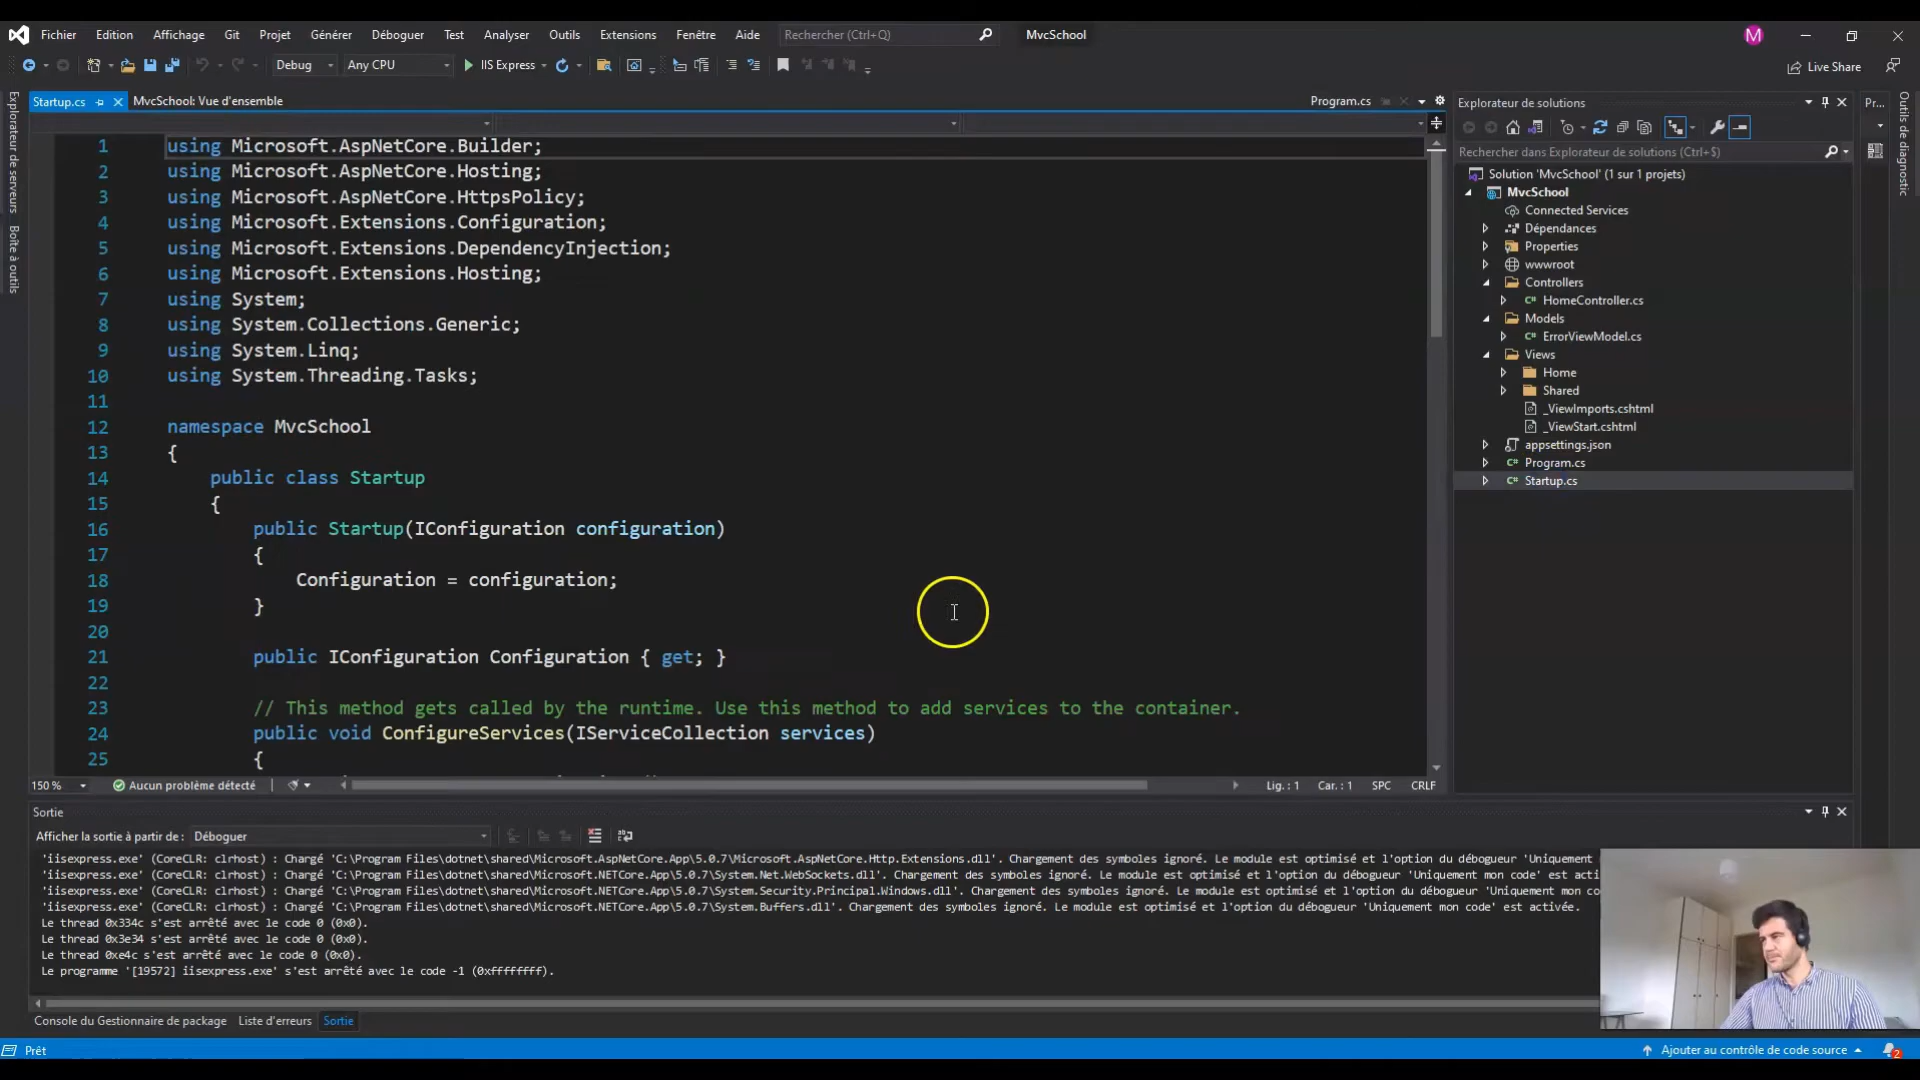 Fichier Edition Affichage Git Projet Générer Déboguer Test Analyser Outils Extensions Fenêtre Aide Rechercher (Ctrl+Q) MvcSchool M
Debug Any CPU IIS Express Live Share
Explorateur de serveurs
Boîte à outils
Startup.cs MvcSchool: Vue d'ensemble Program.cs
1 using Microsoft.AspNetCore.Builder;
2 using Microsoft.AspNetCore.Hosting;
3 using Microsoft.AspNetCore.HttpsPolicy;
4 using Microsoft.Extensions.Configuration;
5 using Microsoft.Extensions.DependencyInjection;
6 using Microsoft.Extensions.Hosting;
7 using System;
8 using System.Collections.Generic;
9 using System.Linq;
10 using System.Threading.Tasks;
11
12 namespace MvcSchool
13 {
14 public class Startup
15 {
16 public Startup(IConfiguration configuration)
17 {
18 Configuration = configuration;
19 }
20
21 public IConfiguration Configuration { get; }
22
23 // This method gets called by the runtime. Use this method to add services to the container.
24 public void ConfigureServices(IServiceCollection services)
25 {
150 % Aucun problème détecté Lig. : 1 Car. : 1 SPC CRLF
Explorateur de solutions
Rechercher dans Explorateur de solutions (Ctrl+$)
Solution 'MvcSchool' (1 sur 1 projets)
MvcSchool
Connected Services
Dépendances
Properties
wwwroot
Controllers
C# HomeController.cs
Models
C# ErrorViewModel.cs
Views
Home
Shared
_ViewImports.cshtml
_ViewStart.cshtml
appsettings.json
C# Program.cs
C# Startup.cs
Pr...
Outils de diagnostic
Sortie
Afficher la sortie à partir de : Déboguer
'iisexpress.exe' (CoreCLR: clrhost) : Chargé 'C:\Program Files\dotnet\shared\Microsoft.AspNetCore.App\5.0.7\Microsoft.AspNetCore.Http.Extensions.dll'. Chargement des symboles ignoré. Le module est optimisé et l'option du débogueur 'Uniquement
'iisexpress.exe' (CoreCLR: clrhost) : Chargé 'C:\Program Files\dotnet\shared\Microsoft.NETCore.App\5.0.7\System.Net.WebSockets.dll'. Chargement des symboles ignoré. Le module est optimisé et l'option du débogueur 'Uniquement mon code' est activ
'iisexpress.exe' (CoreCLR: clrhost) : Chargé 'C:\Program Files\dotnet\shared\Microsoft.NETCore.App\5.0.7\System.Security.Principal.Windows.dll'. Chargement des symboles ignoré. Le module est optimisé et l'option du débogueur 'Uniquement mon co
'iisexpress.exe' (CoreCLR: clrhost) : Chargé 'C:\Program Files\dotnet\shared\Microsoft.NETCore.App\5.0.7\System.Buffers.dll'. Chargement des symboles ignoré. Le module est optimisé et l'option du débogueur 'Uniquement mon code' est activée.
Le thread 0x334c s'est arrêté avec le code 0 (0x0).
Le thread 0x3e34 s'est arrêté avec le code 0 (0x0).
Le thread 0xe4c s'est arrêté avec le code 0 (0x0).
Le programme '[19572] iisexpress.exe' s'est arrêté avec le code -1 (0xffffffff).
Console du Gestionnaire de package Liste d'erreurs Sortie
Prêt Ajouter au contrôle de code source 2